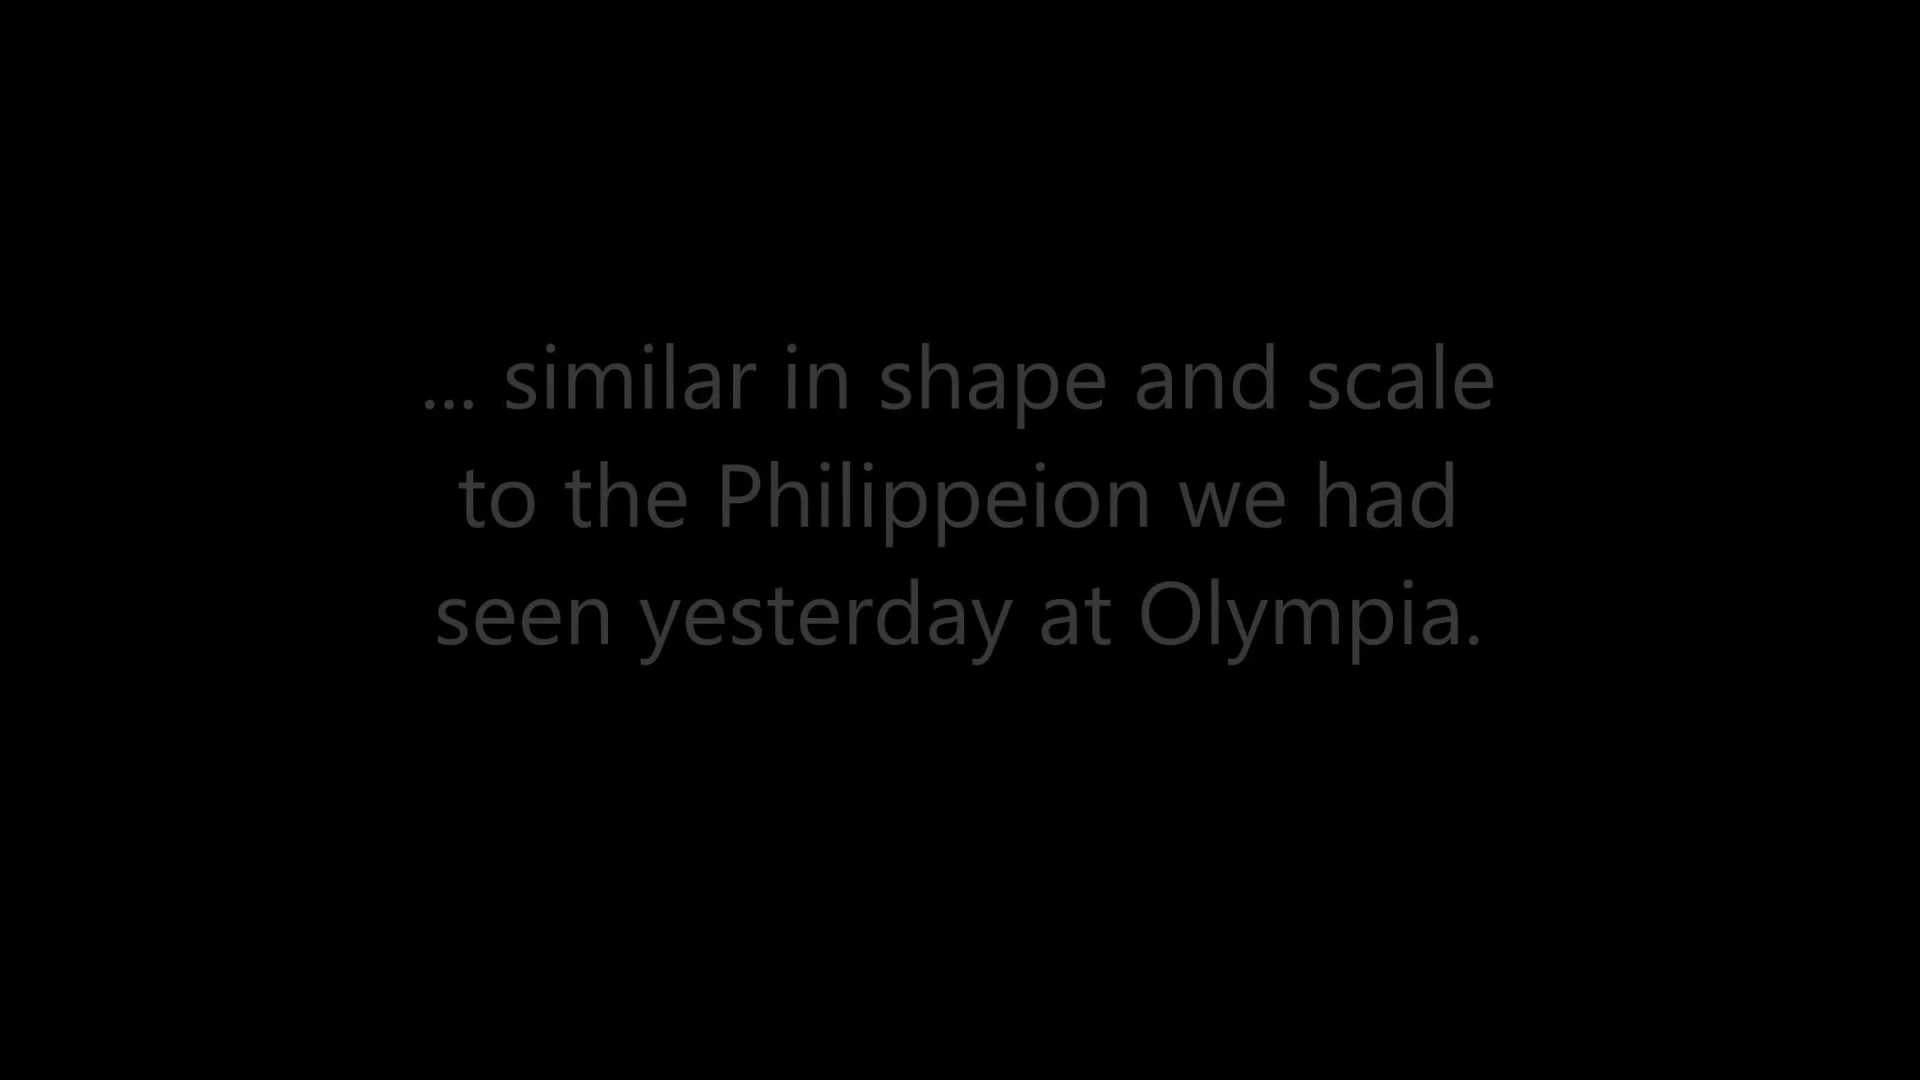 ... similar in shape and scale
to the Philippeion we had
seen yesterday at Olympia.